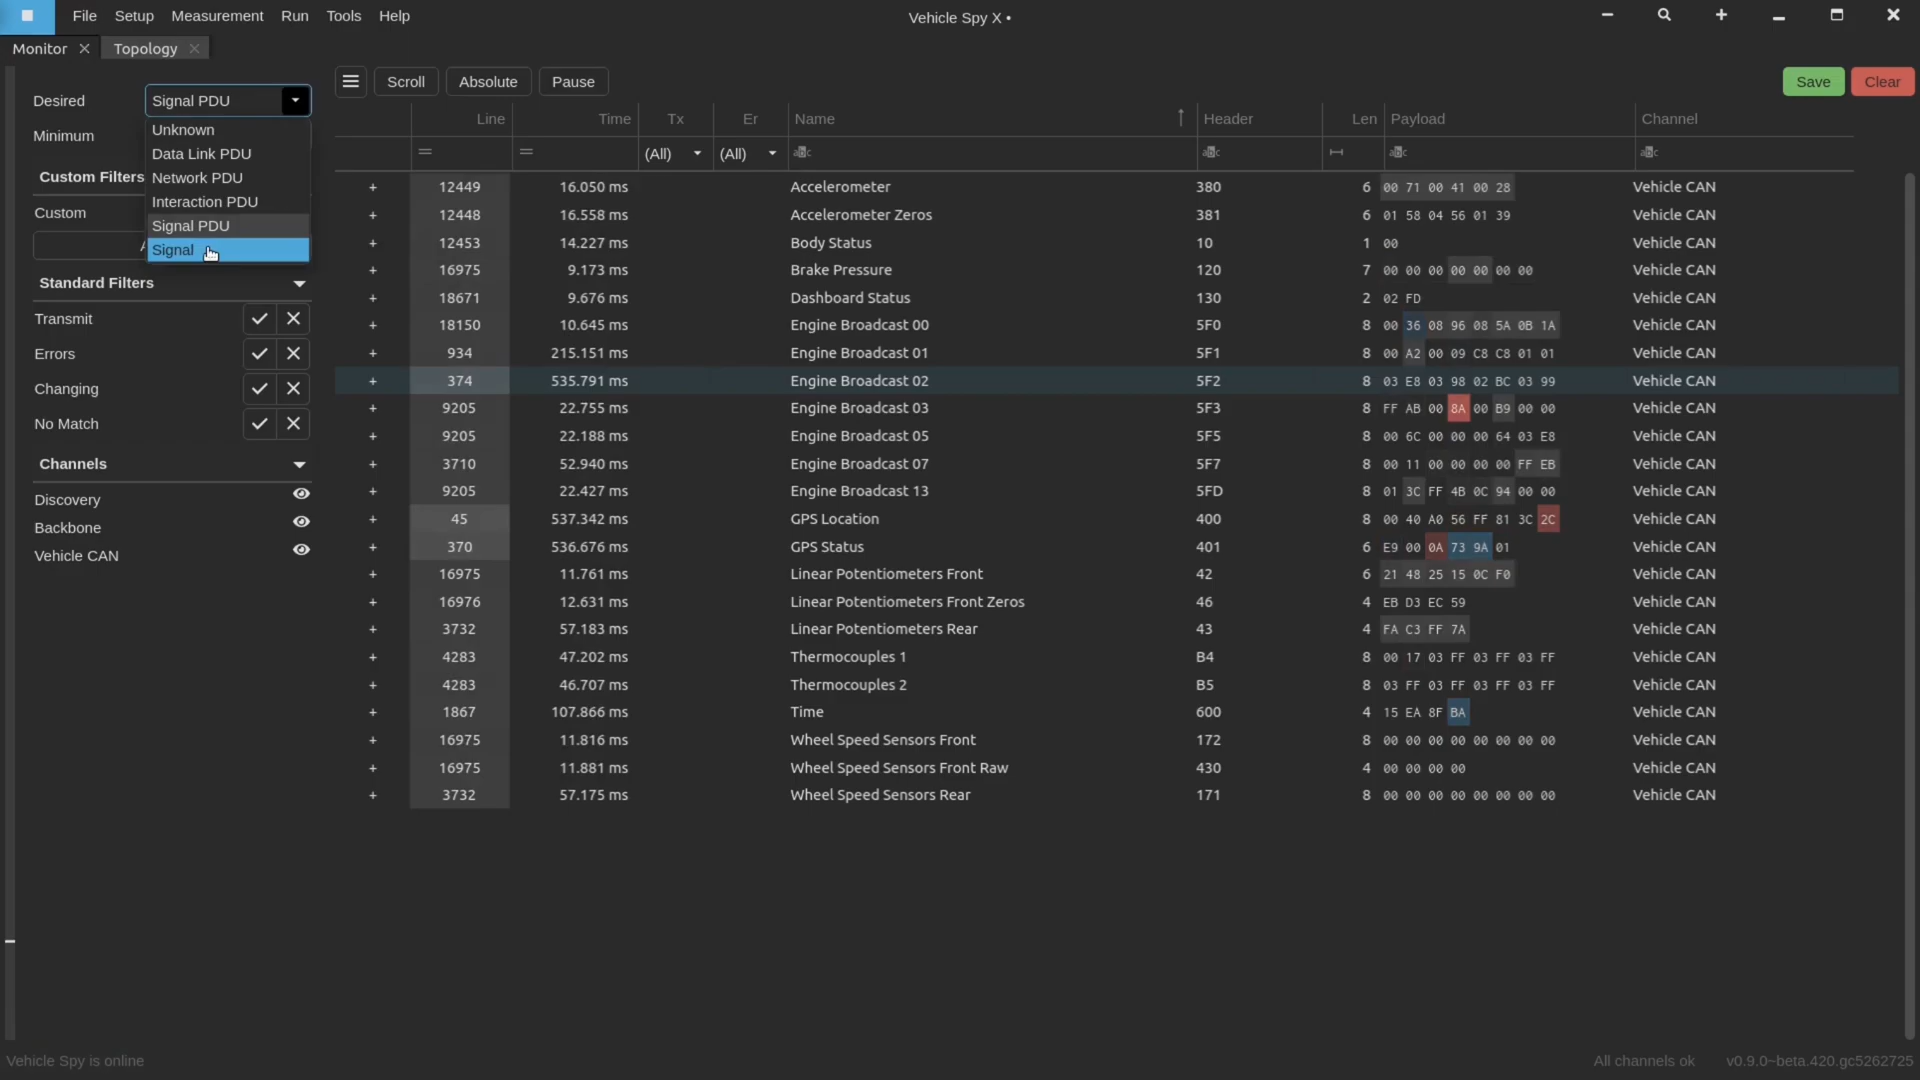 File Setup Measurement Run Tools Help Vehicle Spy X •
Monitor Topology
Desired Signal PDU
Minimum
Unknown
Data Link PDU
Network PDU
Interaction PDU
Signal PDU
Signal
Custom Filters
Custom
A
Standard Filters
Transmit
Errors
Changing
No Match
Channels
Discovery
Backbone
Vehicle CAN
Scroll Absolute Pause Save Clear
Line Time Tx Er Name Header Len Payload Channel
= = (All) (All) aBc aBc aBc aBc
+ 12449 16.050 ms Accelerometer 380 6 00 71 00 41 00 28 Vehicle CAN
+ 12448 16.558 ms Accelerometer Zeros 381 6 01 58 04 56 01 39 Vehicle CAN
+ 12453 14.227 ms Body Status 10 1 00 Vehicle CAN
+ 16975 9.173 ms Brake Pressure 120 7 00 00 00 00 00 00 00 Vehicle CAN
+ 18671 9.676 ms Dashboard Status 130 2 02 FD Vehicle CAN
+ 18150 10.645 ms Engine Broadcast 00 5F0 8 00 36 08 96 08 5A 0B 1A Vehicle CAN
+ 934 215.151 ms Engine Broadcast 01 5F1 8 00 A2 00 09 C8 C8 01 01 Vehicle CAN
+ 374 535.791 ms Engine Broadcast 02 5F2 8 03 E8 03 98 02 BC 03 99 Vehicle CAN
+ 9205 22.755 ms Engine Broadcast 03 5F3 8 FF AB 00 8A 00 B9 00 00 Vehicle CAN
+ 9205 22.188 ms Engine Broadcast 05 5F5 8 00 6C 00 00 00 64 03 E8 Vehicle CAN
+ 3710 52.940 ms Engine Broadcast 07 5F7 8 00 11 00 00 00 00 FF EB Vehicle CAN
+ 9205 22.427 ms Engine Broadcast 13 5FD 8 01 3C FF 4B 0C 94 00 00 Vehicle CAN
+ 45 537.342 ms GPS Location 400 8 00 40 A0 56 FF 81 3C 2C Vehicle CAN
+ 370 536.676 ms GPS Status 401 6 E9 00 0A 73 9A 01 Vehicle CAN
+ 16975 11.761 ms Linear Potentiometers Front 42 6 21 48 25 15 0C F0 Vehicle CAN
+ 16976 12.631 ms Linear Potentiometers Front Zeros 46 4 EB D3 EC 59 Vehicle CAN
+ 3732 57.183 ms Linear Potentiometers Rear 43 4 FA C3 FF 7A Vehicle CAN
+ 4283 47.202 ms Thermocouples 1 B4 8 00 17 03 FF 03 FF 03 FF Vehicle CAN
+ 4283 46.707 ms Thermocouples 2 B5 8 03 FF 03 FF 03 FF 03 FF Vehicle CAN
+ 1867 107.866 ms Time 600 4 15 EA 8F BA Vehicle CAN
+ 16975 11.816 ms Wheel Speed Sensors Front 172 8 00 00 00 00 00 00 00 00 Vehicle CAN
+ 16975 11.881 ms Wheel Speed Sensors Front Raw 430 4 00 00 00 00 Vehicle CAN
+ 3732 57.175 ms Wheel Speed Sensors Rear 171 8 00 00 00 00 00 00 00 00 Vehicle CAN
Vehicle Spy is online All channels ok v0.9.0~beta.420.gc5262725